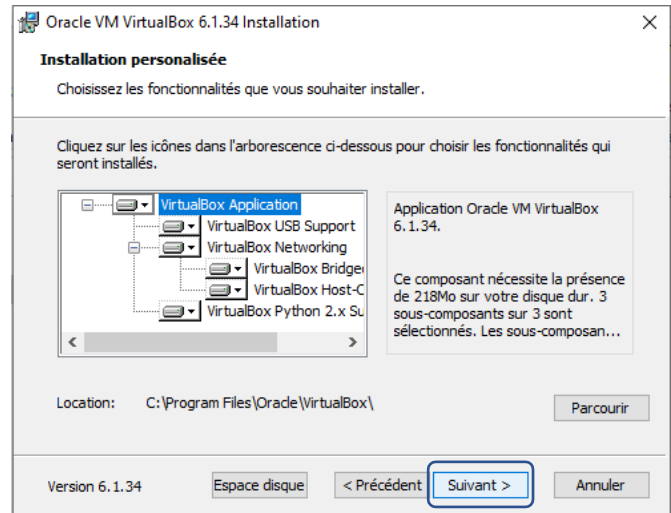 Oracle VM VirtualBox 6.1.34 Installation
Installation personalisée
Choisissez les fonctionnalités que vous souhaiter installer.
Cliquez sur les icônes dans l'arborescence ci-dessous pour choisir les fonctionnalités qui
seront installés.
VirtualBox Application
VirtualBox USB Support
VirtualBox Networking
VirtualBox Bridge
VirtualBox Host-C
VirtualBox Python 2.x Su
Application Oracle VM VirtualBox
6.1.34.
Ce composant nécessite la présence
de 218Mo sur votre disque dur. 3
sous-composants sur 3 sont
sélectionnés. Les sous-composan...
Location: C:\Program Files\Oracle\VirtualBox\
Parcourir
Version 6.1.34
Espace disque
< Précédent
Suivant >
Annuler